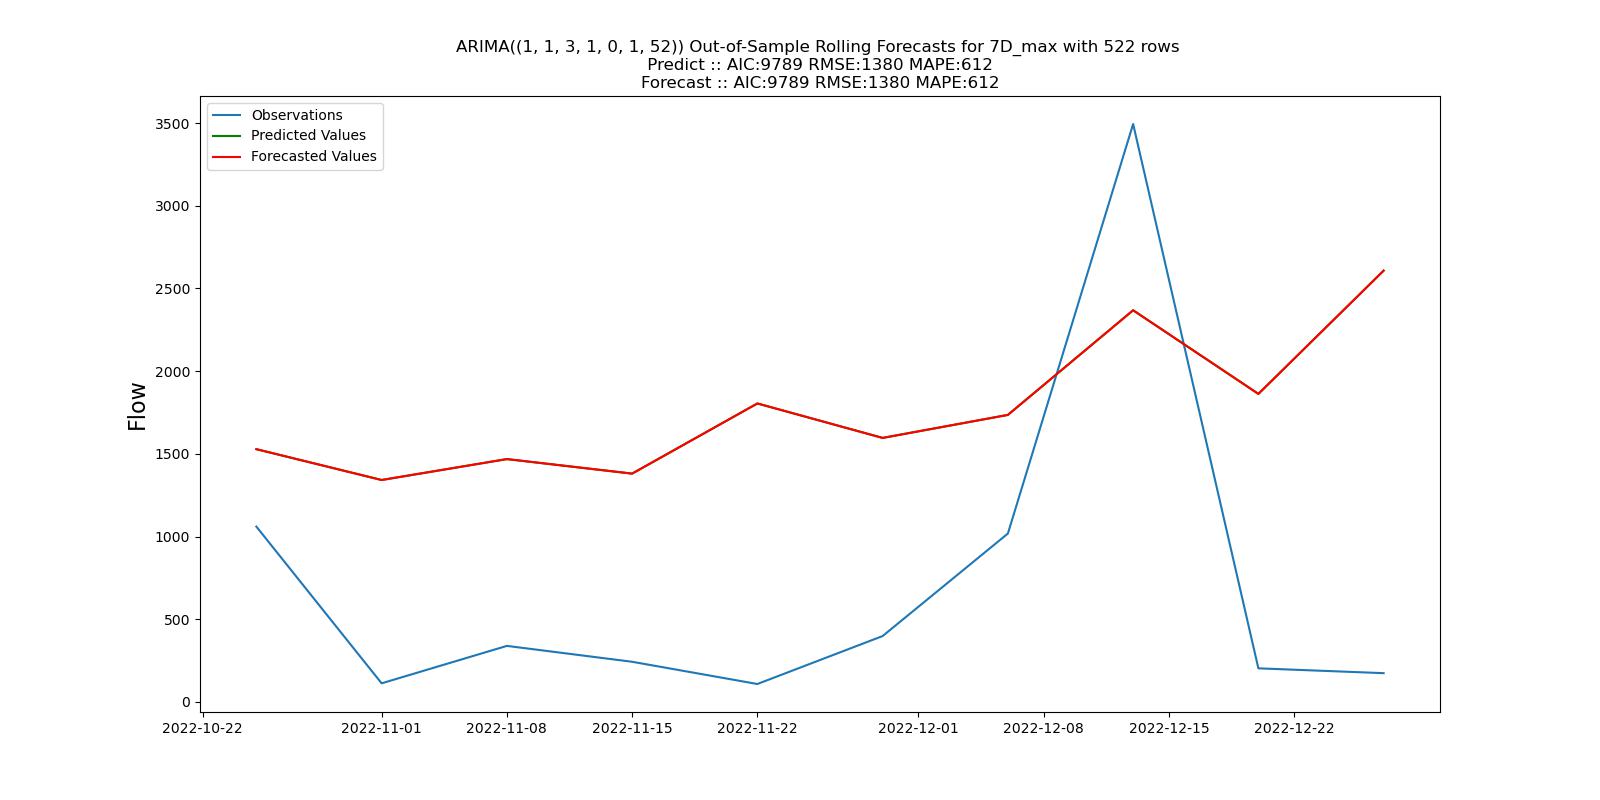 ARIMA((1, 1, 3, 1, 0, 1, 52)) Out-of-Sample Rolling Forecasts for 7D_max with 522 rows
Predict :: AIC:9789 RMSE:1380 MAPE:612
Forecast :: AIC:9789 RMSE:1380 MAPE:612
Observations
Predicted Values
Forecasted Values
3500
3000
2500
2000
1500
1000
500
0
Flow
2022-10-22 2022-11-01 2022-11-08 2022-11-15 2022-11-22 2022-12-01 2022-12-08 2022-12-15 2022-12-22